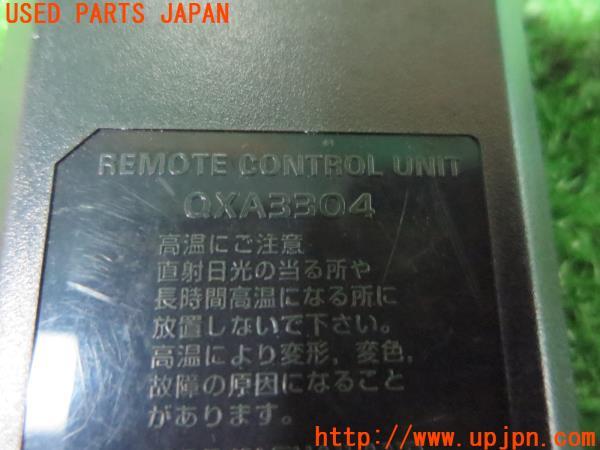 USED PARTS JAPAN
REMOTE CONTROL UNIT
QXA3304
高温にご注意
直射日光の当る所や
長時間高温になる所に
放置しないで下さい。
高温により変形，変色，
故障の原因になること
があります。
http://www.upjpn.com/